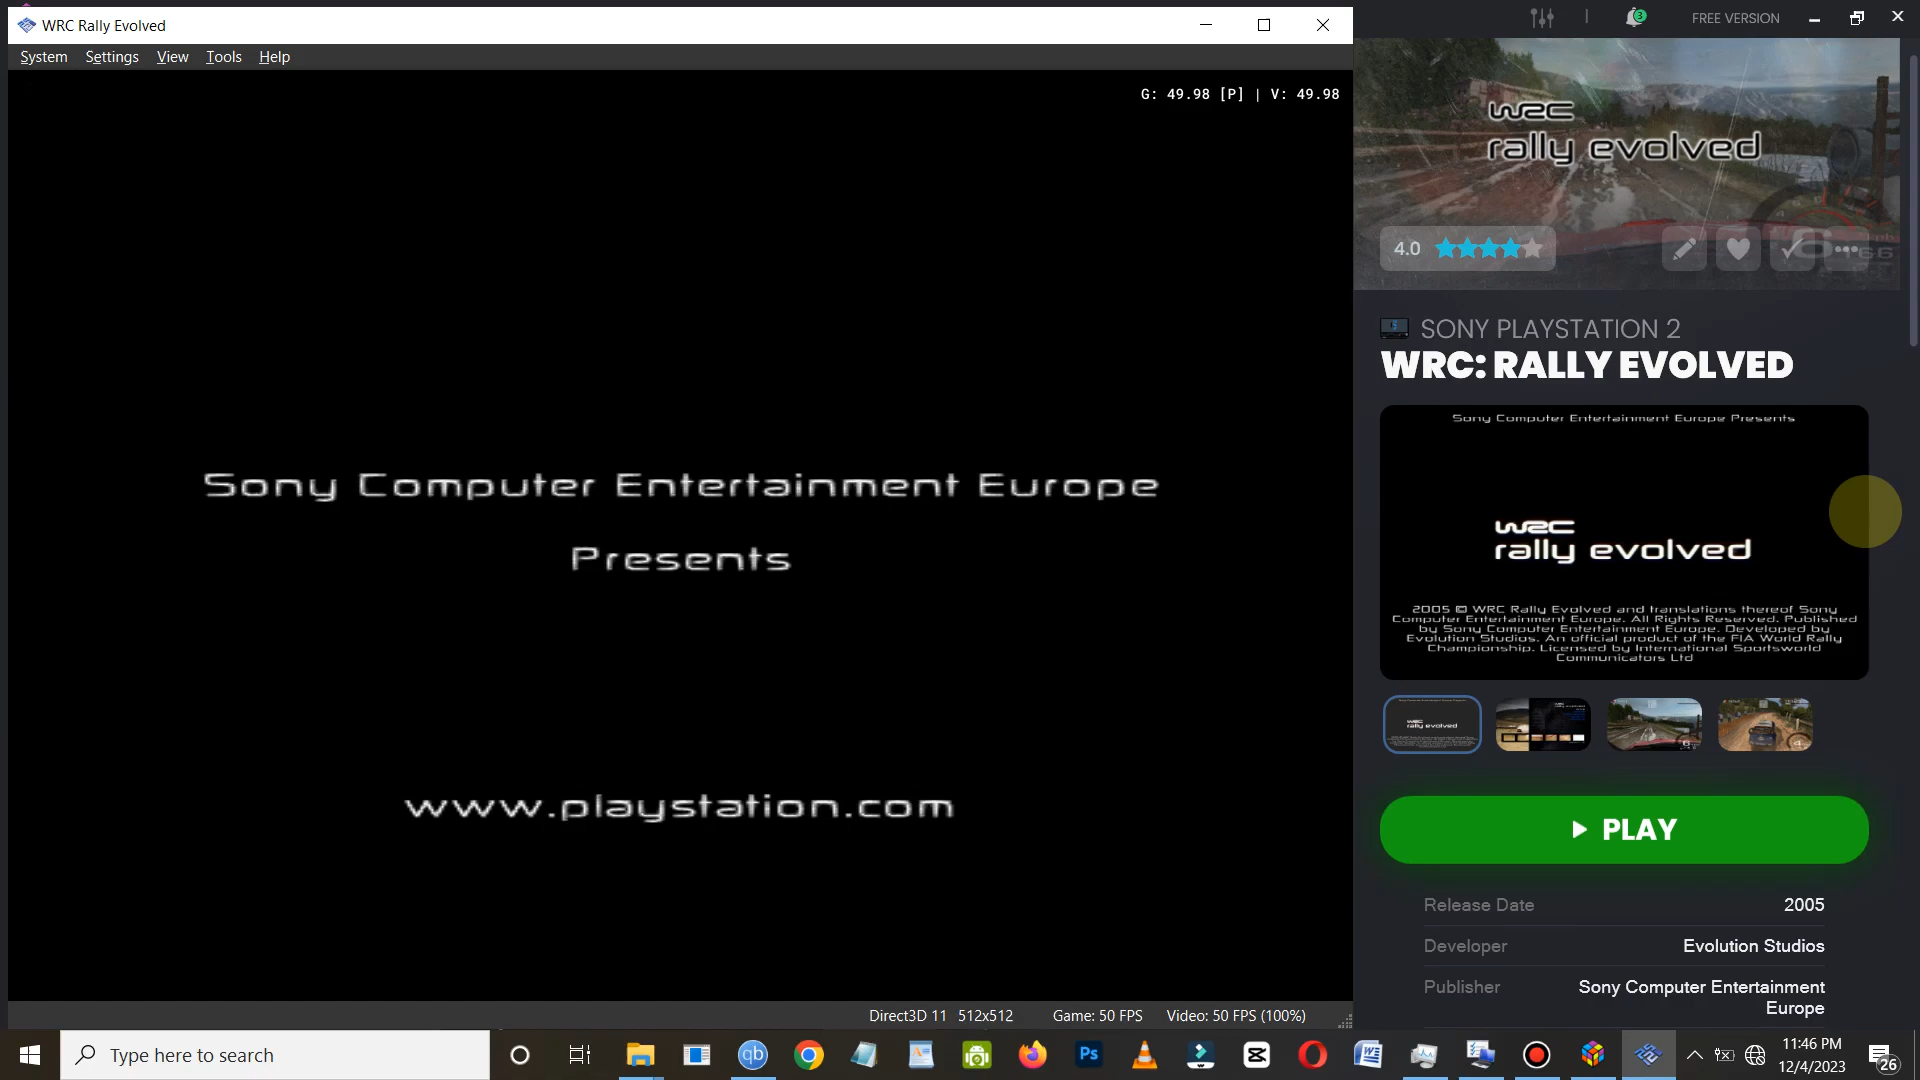 WRC Rally Evolved
System Settings View Tools Help
G: 49.98 [P] | V: 49.98
Sony Computer Entertainment Europe
Presents
www.playstation.com
Direct3D 11 512x512 Game: 50 FPS Video: 50 FPS (100%)
3 FREE VERSION
WRC
rally evolved
4.0
SONY PLAYSTATION 2
WRC: RALLY EVOLVED
Sony Computer Entertainment Europe Presents
WRC
rally evolved
2005 © WRC Rally Evolved and translations thereof Sony
Computer Entertainment Europe. All Rights Reserved. Published
by Sony Computer Entertainment Europe. Developed by
Evolution Studios. An official product of the FIA World Rally
Championship. Licensed by International Sportsworld
Communicators Ltd
PLAY
Release Date 2005
Developer Evolution Studios
Publisher Sony Computer Entertainment
Europe
Type here to search
qb
Ps
11:46 PM
12/4/2023
26